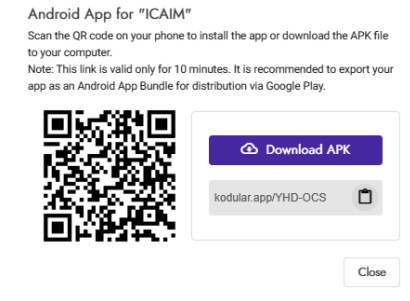 Android App for "ICAIM"
Scan the QR code on your phone to install the app or download the APK file
to your computer.
Note: This link is valid only for 10 minutes. It is recommended to export your
app as an Android App Bundle for distribution via Google Play.
Download APK
kodular.app/YHD-OCS
Close